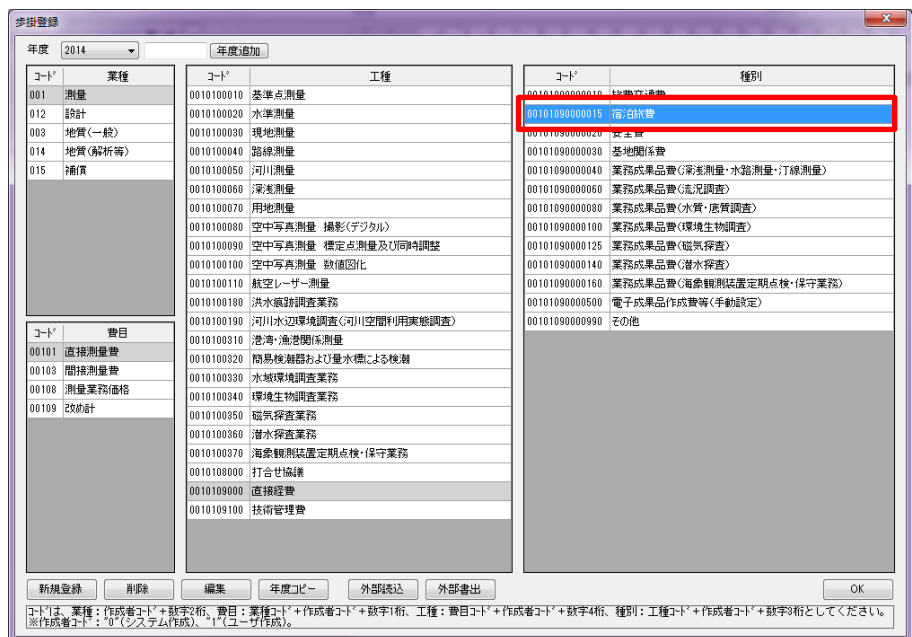 歩掛登録
年度 2014 年度追加
コード 業種
001 測量
012 設計
003 地質(一般)
014 地質(解析等)
015 補償
コード 費目
00101 直接測量費
00103 間接測量費
00108 測量業務価格
00109 改め計
コード 工種
0010100010 基準点測量
0010100020 水準測量
0010100030 現地測量
0010100040 路線測量
0010100050 河川測量
0010100060 深浅測量
0010100070 用地測量
0010100080 空中写真測量 撮影(デジタル)
0010100090 空中写真測量 標定点測量及び同時調整
0010100100 空中写真測量 数値図化
0010100110 航空レーザー測量
0010100180 洪水痕跡調査業務
0010100190 河川水辺環境調査(河川空間利用実態調査)
0010100310 港湾・漁港関係測量
0010100320 簡易検潮器および量水標による検潮
0010100330 水域環境調査業務
0010100340 環境生物調査業務
0010100350 磁気探査業務
0010100360 潜水探査業務
0010100370 海象観測装置定期点検・保守業務
0010108000 打合せ協議
0010109000 直接経費
0010109100 技術管理費
コード 種別
00101090000010 旅費交通費
00101090000015 宿泊旅費
00101090000020 安全費
00101090000030 基地関係費
00101090000040 業務成果品費(深浅測量・水路測量・汀線測量)
00101090000060 業務成果品費(流況調査)
00101090000080 業務成果品費(水質・底質調査)
00101090000100 業務成果品費(環境生物調査)
00101090000125 業務成果品費(磁気探査)
00101090000140 業務成果品費(潜水探査)
00101090000160 業務成果品費(海象観測装置定期点検・保守業務)
00101090000500 電子成果品作成費等(手動設定)
00101090000990 その他
新規登録 削除 編集 年度コピー 外部読込 外部書出 OK
コードは、業種:作成者コード+数字2桁、費目:業種コード+作成者コード+数字1桁、工種:費目コード+作成者コード+数字4桁、種別:工種コード+作成者コード+数字3桁としてください。
※作成者コード:"0"(システム作成)、"1"(ユーザ作成)。